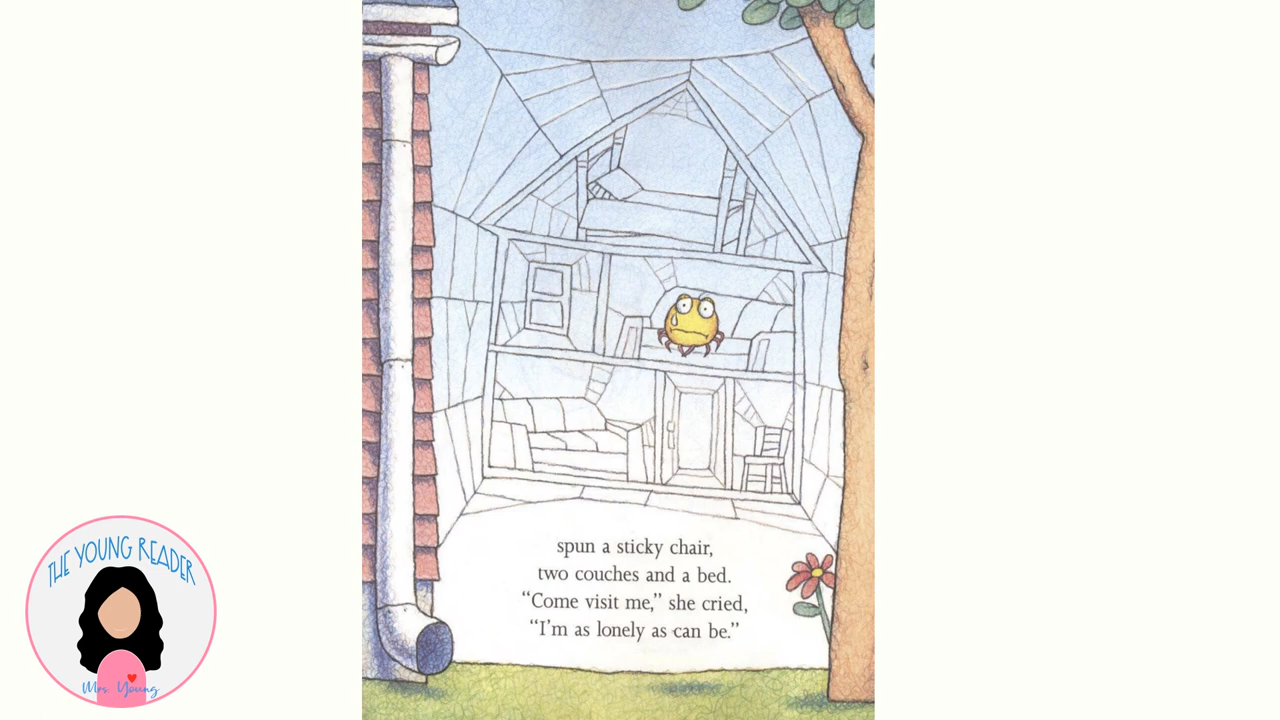 spun a sticky chair,
two couches and a bed.
“Come visit me,” she cried,
“I’m as lonely as can be.”
THE YOUNG READER
Mrs. Young